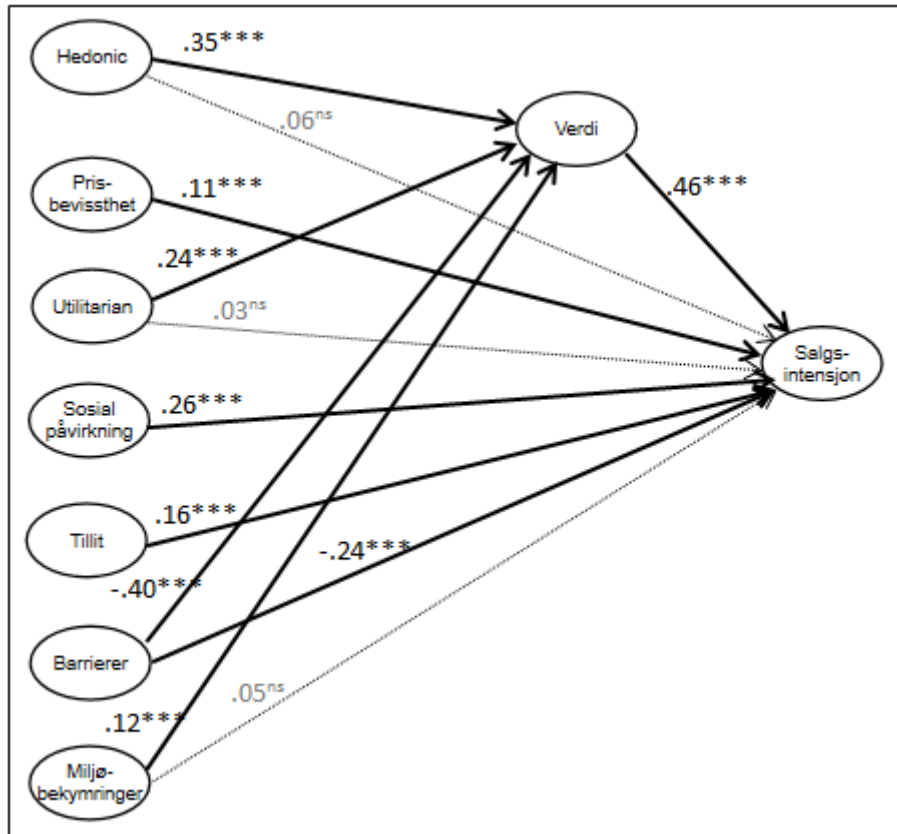 Hedonic
.35***
.06ns
Verdi
Pris-
bevissthet
.11***
.46***
Utilitarian
.24***
.03ns
Salgs-
intensjon
Sosial
påvirkning
.26***
Tillit
.16***
-.24***
-.40***
Barrierer
.05ns
.12***
Miljø-
bekymringer